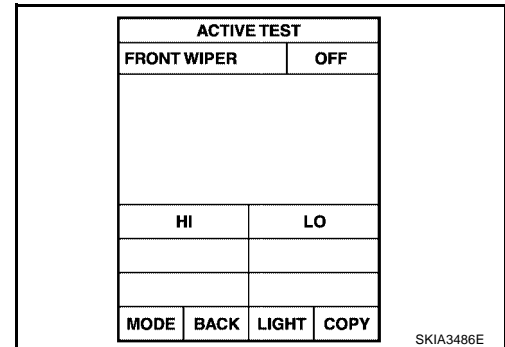 ACTIVE TEST
FRONT WIPER OFF
HI LO
MODE BACK LIGHT COPY
SKIA3486E